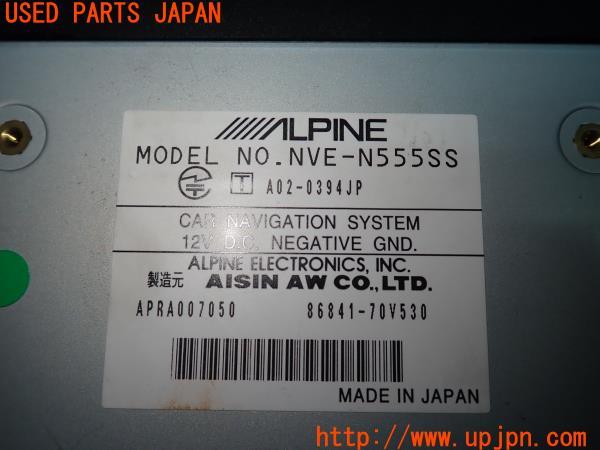 USED PARTS JAPAN
ALPINE
MODEL NO.NVE-N555SS
T A02-0394JP
CAR NAVIGATION SYSTEM
12V D.C. NEGATIVE GND.
ALPINE ELECTRONICS, INC.
製造元 AISIN AW CO., LTD.
APRA007050 86841-70V530
MADE IN JAPAN
http://www.upjpn.com